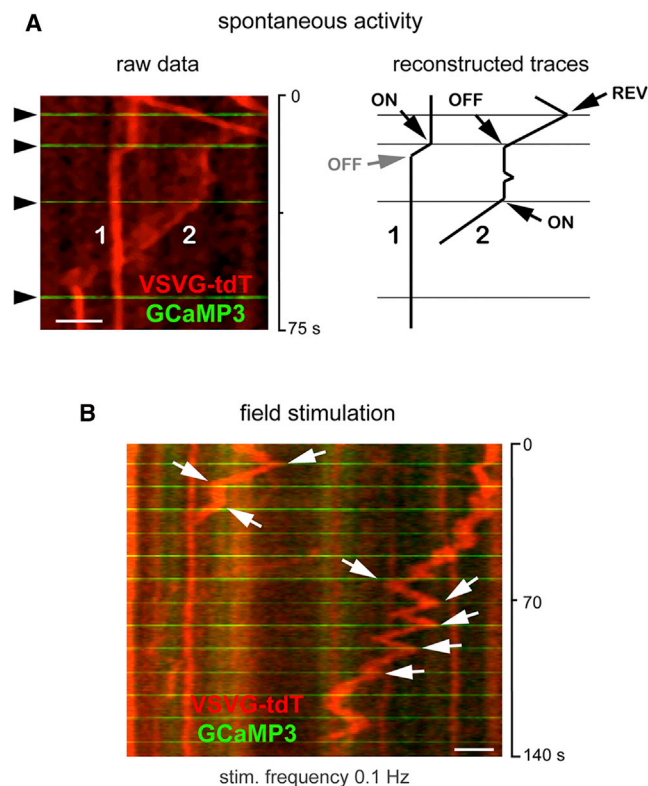 A
spontaneous activity
raw data
reconstructed traces
0
ON
OFF
REV
OFF
1
2
1
2
ON
VSVG-tdT
GCaMP3
75 s
B
field stimulation
0
70
VSVG-tdT
GCaMP3
140 s
stim. frequency 0.1 Hz